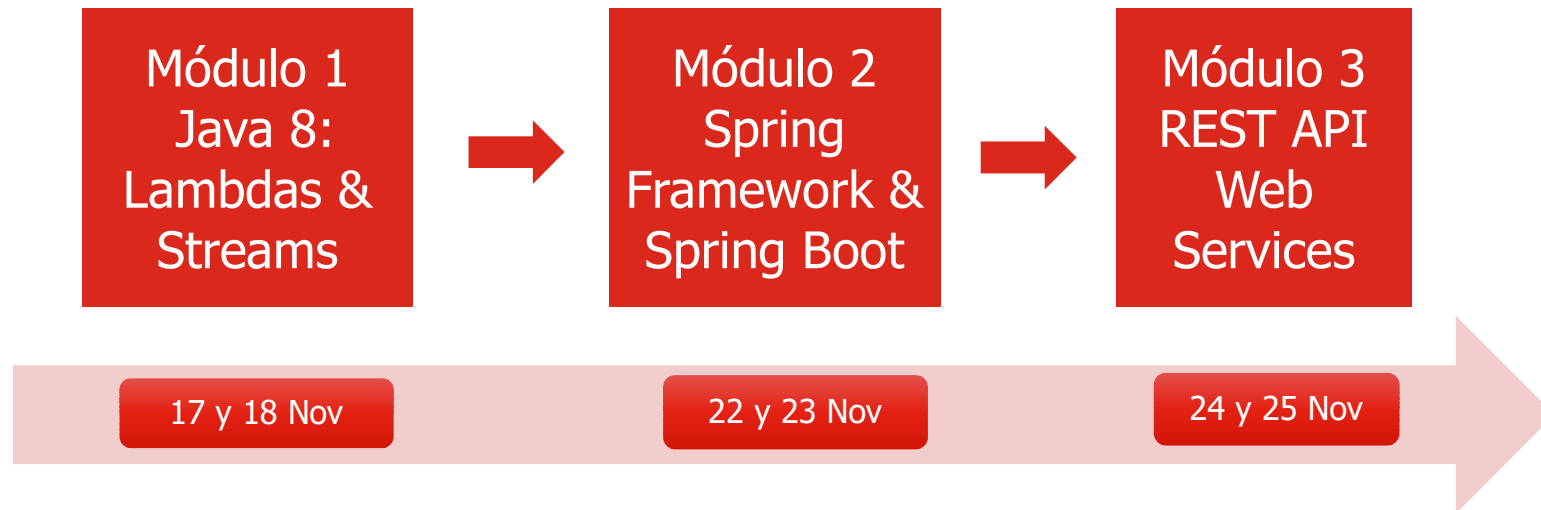 Módulo 1
Java 8:
Lambdas &
Streams
Módulo 2
Spring
Framework &
Spring Boot
Módulo 3
REST API
Web
Services
17 y 18 Nov
22 y 23 Nov
24 y 25 Nov